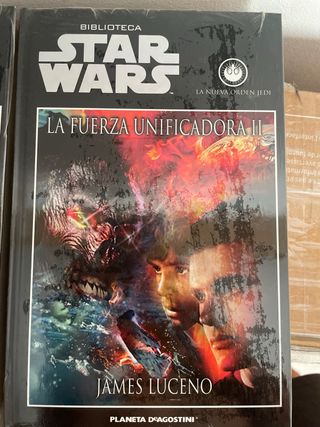 BIBLIOTECA
STAR
WARS
LA NUEVA ORDEN JEDI
LA FUERZA UNIFICADORA II
JAMES LUCENO
PLANETA DEAGOSTINI